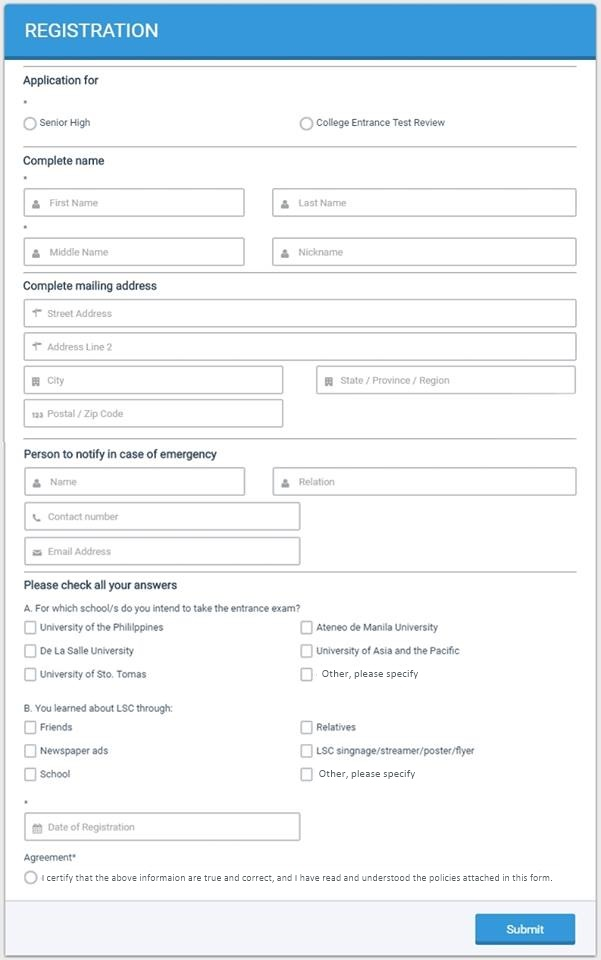 REGISTRATION
Application for
*
Senior High College Entrance Test Review
Complete name
*
First Name Last Name
*
Middle Name Nickname
Complete mailing address
Street Address
Address Line 2
City State / Province / Region
123 Postal / Zip Code
Person to notify in case of emergency
Name Relation
Contact number
Email Address
Please check all your answers
A. For which school/s do you intend to take the entrance exam?
University of the Phililppines Ateneo de Manila University
De La Salle University University of Asia and the Pacific
University of Sto. Tomas Other, please specify
B. You learned about LSC through:
Friends Relatives
Newspaper ads LSC singnage/streamer/poster/flyer
School Other, please specify
*
Date of Registration
Agreement*
I certify that the above informaion are true and correct, and I have read and understood the policies attached in this form.
Submit